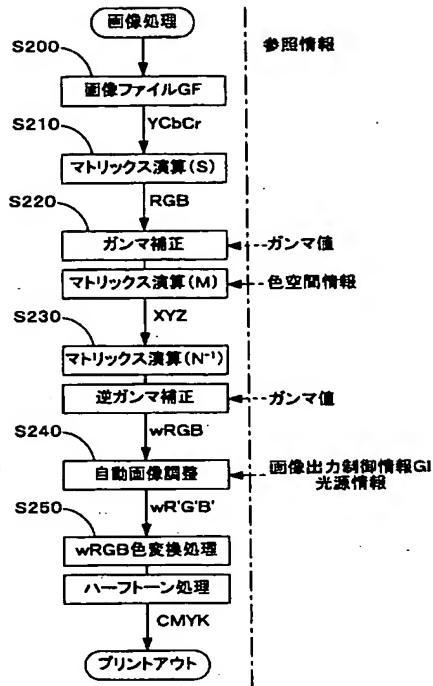 画像処理
参照情報
S200
画像ファイルGF
YCbCr
S210
マトリックス演算(S)
RGB
S220
ガンマ補正
ガンマ値
マトリックス演算(M)
色空間情報
XYZ
S230
マトリックス演算(N⁻¹)
逆ガンマ補正
ガンマ値
wRGB
S240
自動画像調整
画像出力制御情報GI
光源情報
wR'G'B'
S250
wRGB色変換処理
ハーフトーン処理
CMYK
プリントアウト